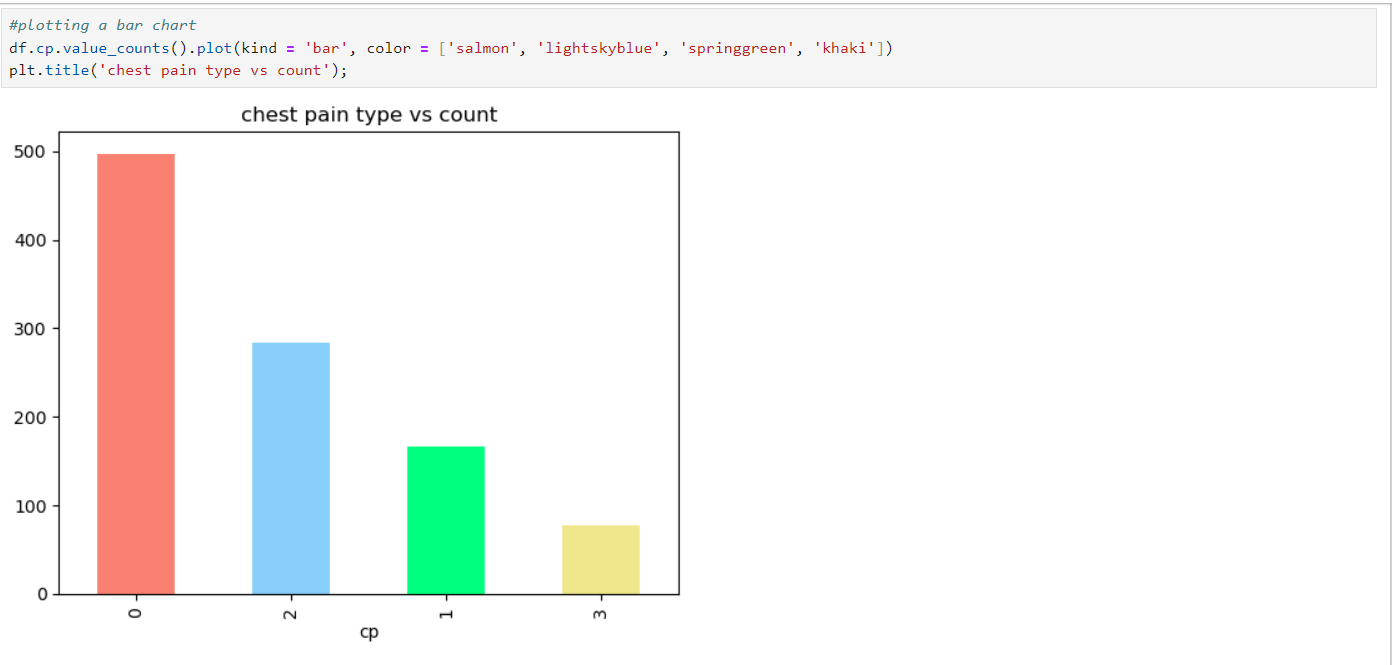 #plotting a bar chart
df.cp.value_counts().plot(kind = 'bar', color = ['salmon', 'lightskyblue', 'springgreen', 'khaki'])
plt.title('chest pain type vs count');
chest pain type vs count
500
400
300
200
100
0
0 2 1 3
cp